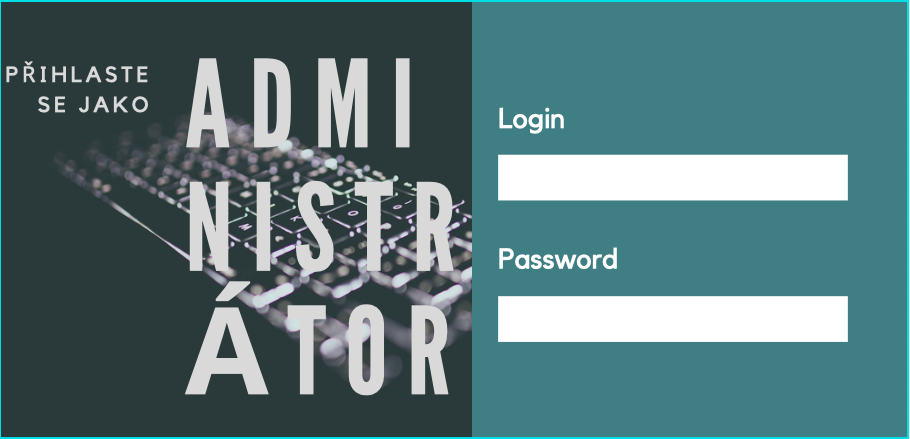 PŘIHLASTE
SE JAKO
ADMI
NISTR
ÁTOR
Login
Password